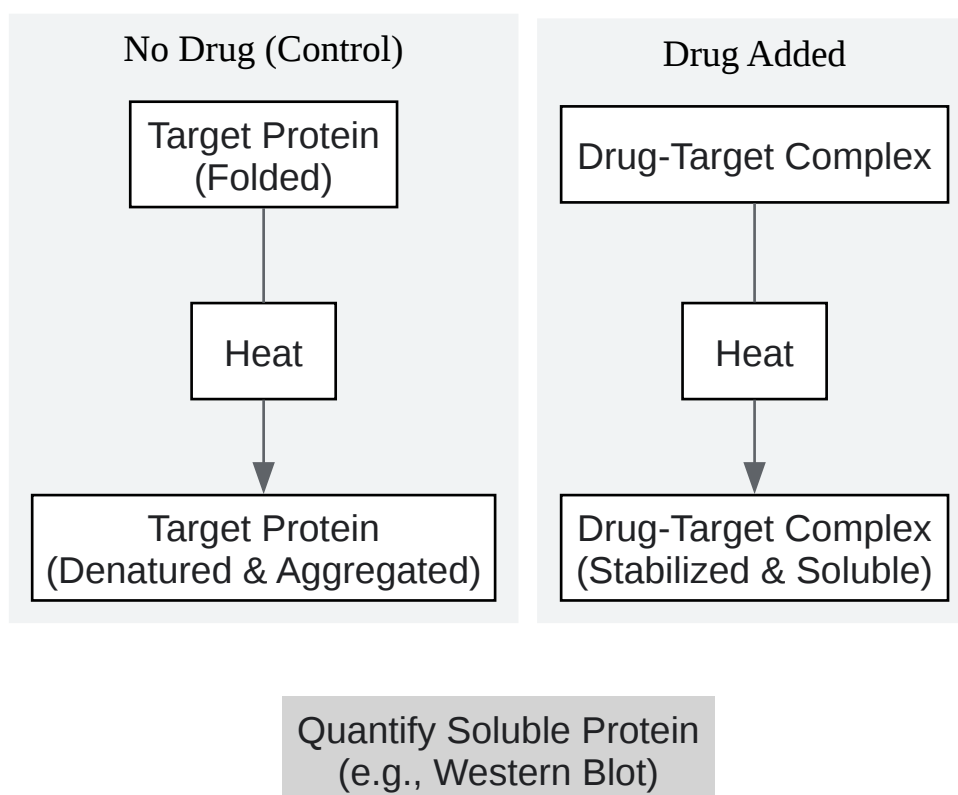 No Drug (Control)
Target Protein
(Folded)
Heat
Target Protein
(Denatured & Aggregated)
Drug Added
Drug-Target Complex
Heat
Drug-Target Complex
(Stabilized & Soluble)
Quantify Soluble Protein
(e.g., Western Blot)